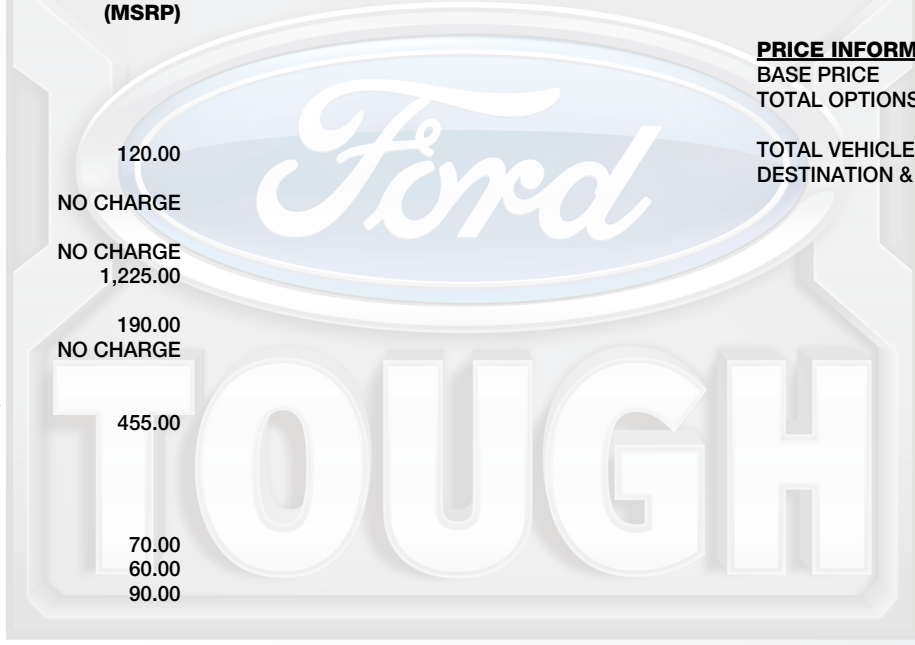 (MSRP)
120.00
NO CHARGE
NO CHARGE
1,225.00
190.00
NO CHARGE
455.00
70.00
60.00
90.00
PRICE INFORM
BASE PRICE
TOTAL OPTIONS
TOTAL VEHICLE
DESTINATION &
Ford
TOUGH